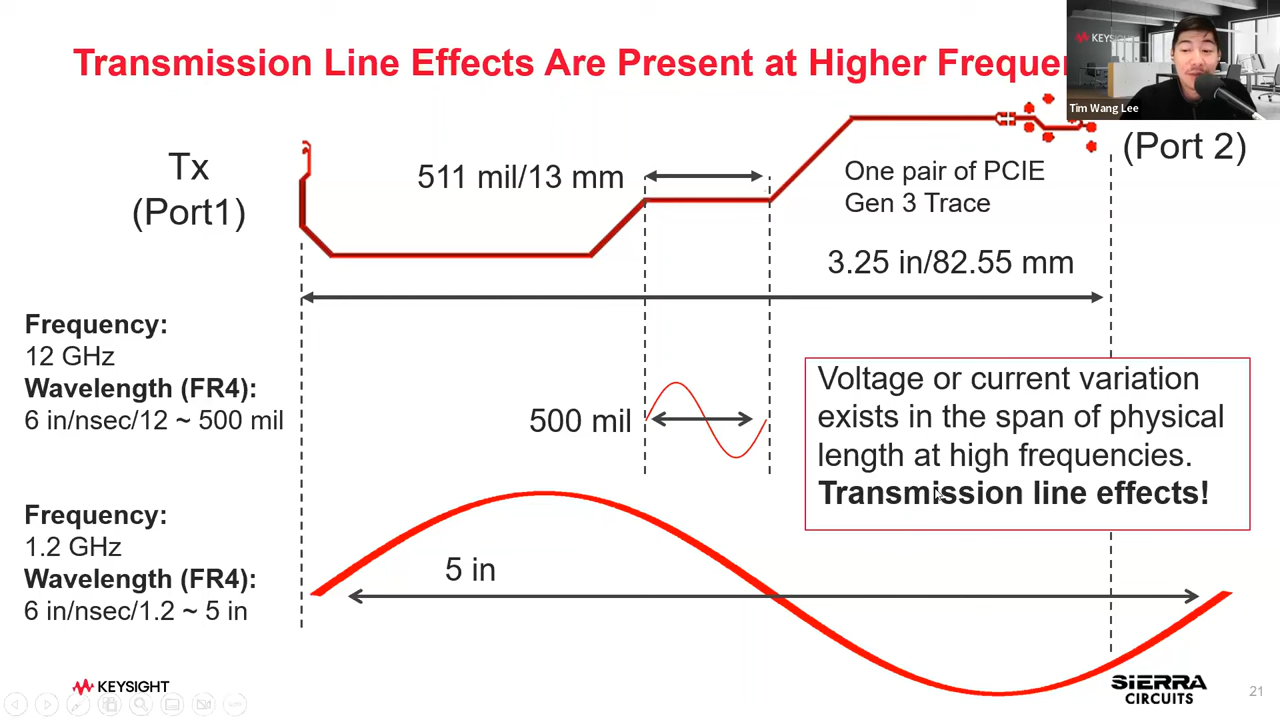 Transmission Line Effects Are Present at Higher Freque
KEYSIGHT
Tim Wang Lee
Tx
(Port1)
511 mil/13 mm
One pair of PCIE
Gen 3 Trace
(Port 2)
3.25 in/82.55 mm
Frequency:
12 GHz
Wavelength (FR4):
6 in/nsec/12 ~ 500 mil
500 mil
Voltage or current variation
exists in the span of physical
length at high frequencies.
Transmission line effects!
Frequency:
1.2 GHz
Wavelength (FR4):
6 in/nsec/1.2 ~ 5 in
5 in
KEYSIGHT
SIERRA
CIRCUITS
21